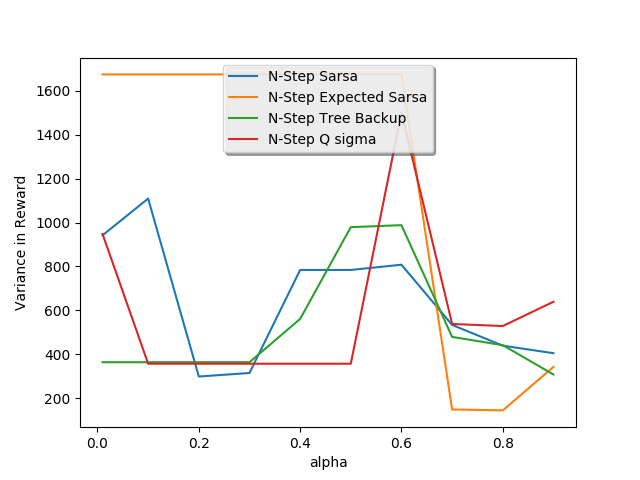 N-Step Sarsa
N-Step Expected Sarsa
N-Step Tree Backup
N-Step Q sigma
Variance in Reward
1600
1400
1200
1000
800
600
400
200
0.0 0.2 0.4 0.6 0.8
alpha